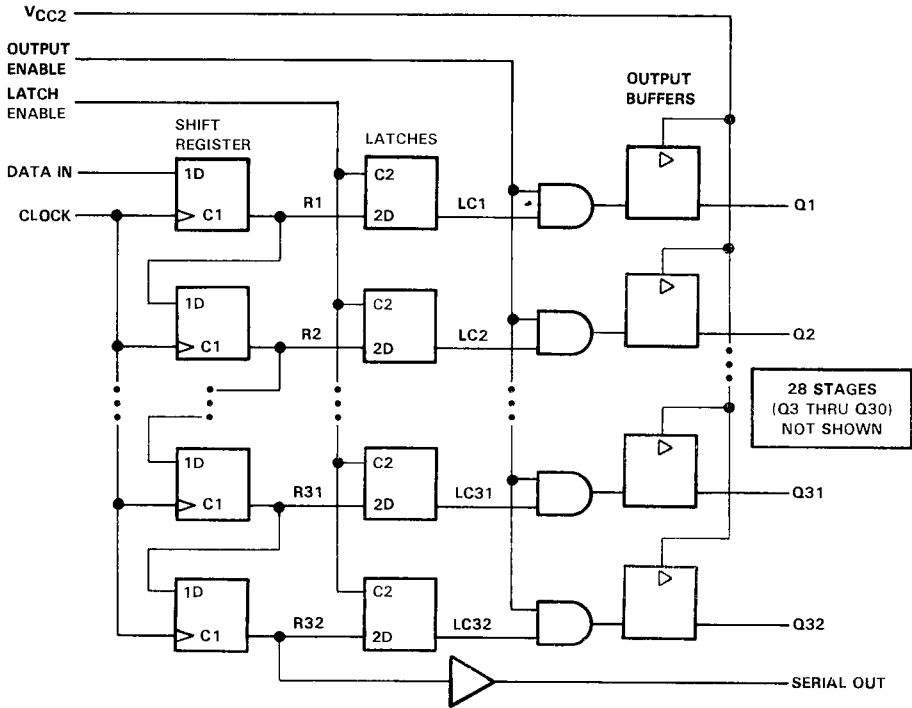 VCC2
OUTPUT
ENABLE
LATCH
ENABLE
OUTPUT
BUFFERS
SHIFT
REGISTER
LATCHES
DATA IN
1D
C2
CLOCK
C1
R1
2D
LC1
Q1
1D
C2
C1
R2
2D
LC2
Q2
28 STAGES
(Q3 THRU Q30)
NOT SHOWN
1D
C2
C1
R31
2D
LC31
Q31
1D
C2
C1
R32
2D
LC32
Q32
SERIAL OUT